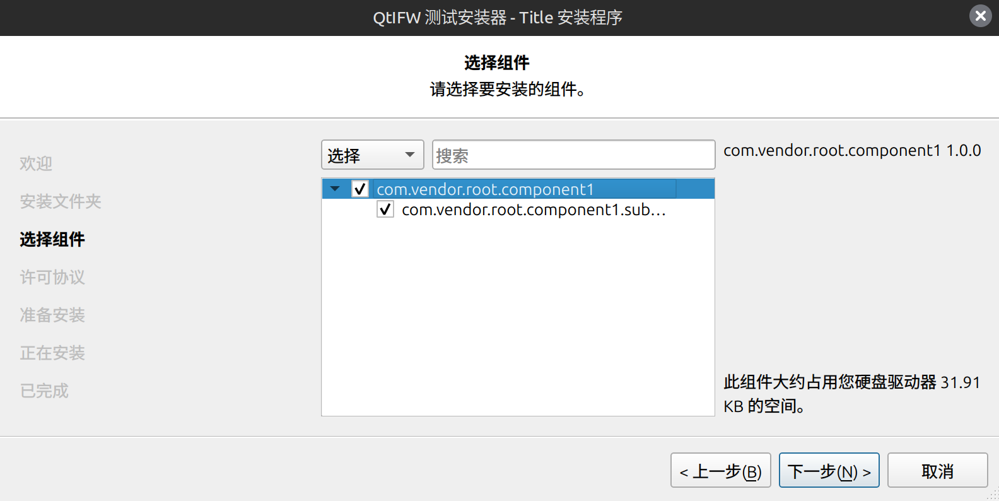 QtIFW 测试安装器 - Title 安装程序
选择组件
请选择要安装的组件。
欢迎
安装文件夹
选择组件
许可协议
准备安装
正在安装
已完成
选择
搜索
com.vendor.root.component1
com.vendor.root.component1.sub…
com.vendor.root.component1 1.0.0
此组件大约占用您硬盘驱动器 31.91
KB 的空间。
< 上一步(B)
下一步(N) >
取消